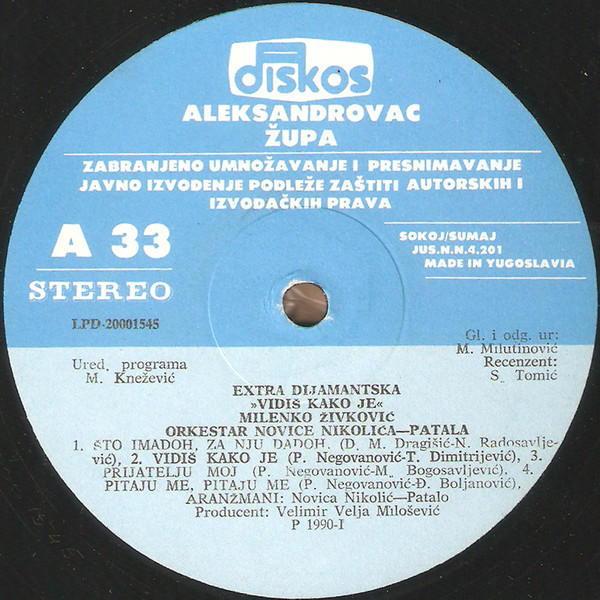 diskos
ALEKSANDROVAC
ŽUPA
ZABRANJENO UMNOŽAVANJE I PRESNIMAVANJE
JAVNO IZVOĐENJE PODLEŽE ZAŠTITI AUTORSKIH I
IZVOĐAČKIH PRAVA
A 33
STEREO
SOKOJ/SUMAJ
JUS.N.N.4.201
MADE IN YUGOSLAVIA
LPD-20001545
Ured. programa
M. Knežević
Gl. i odg. ur:
M. Milutinović
Recenzent:
S. Tomić
EXTRA DIJAMANTSKA
»VIDIŠ KAKO JE«
MILENKO ŽIVKOVIĆ
ORKESTAR NOVICE NIKOLIĆA—PATALA
1. ŠTO IMADOH, ZA NJU DADOH, (D. M. Dragišić-N. Radosavlje-
vić), 2. VIDIŠ KAKO JE (P. Negovanović-T. Dimitrijević), 3.
PRIJATELJU MOJ (P. Negovanović-M. Bogosavljević), 4.
PITAJU ME, PITAJU ME (P. Negovanović-Đ. Boljanović),
ARANŽMANI: Novica Nikolić—Patalo
Producent: Velimir Velja Milošević
P 1990-I